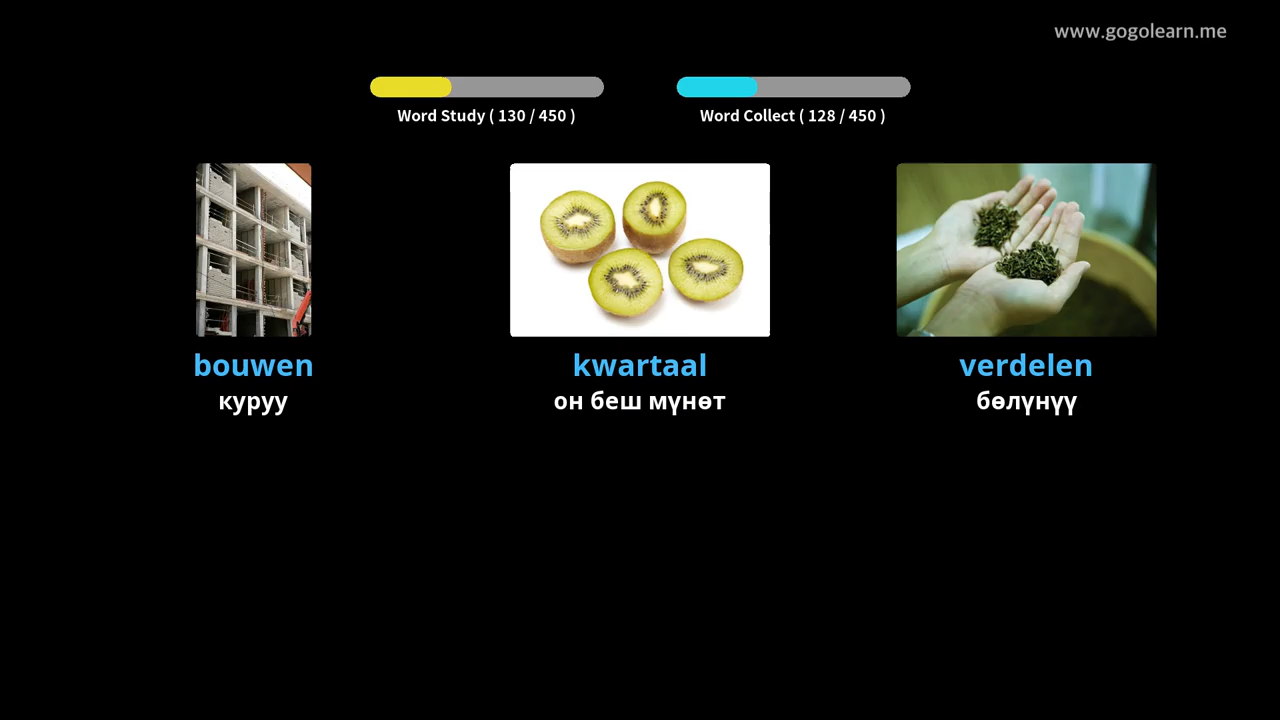 www.gogolearn.me
Word Study ( 130 / 450 )
Word Collect ( 128 / 450 )
bouwen
куруу
kwartaal
он беш мүнөт
verdelen
бөлүнүү